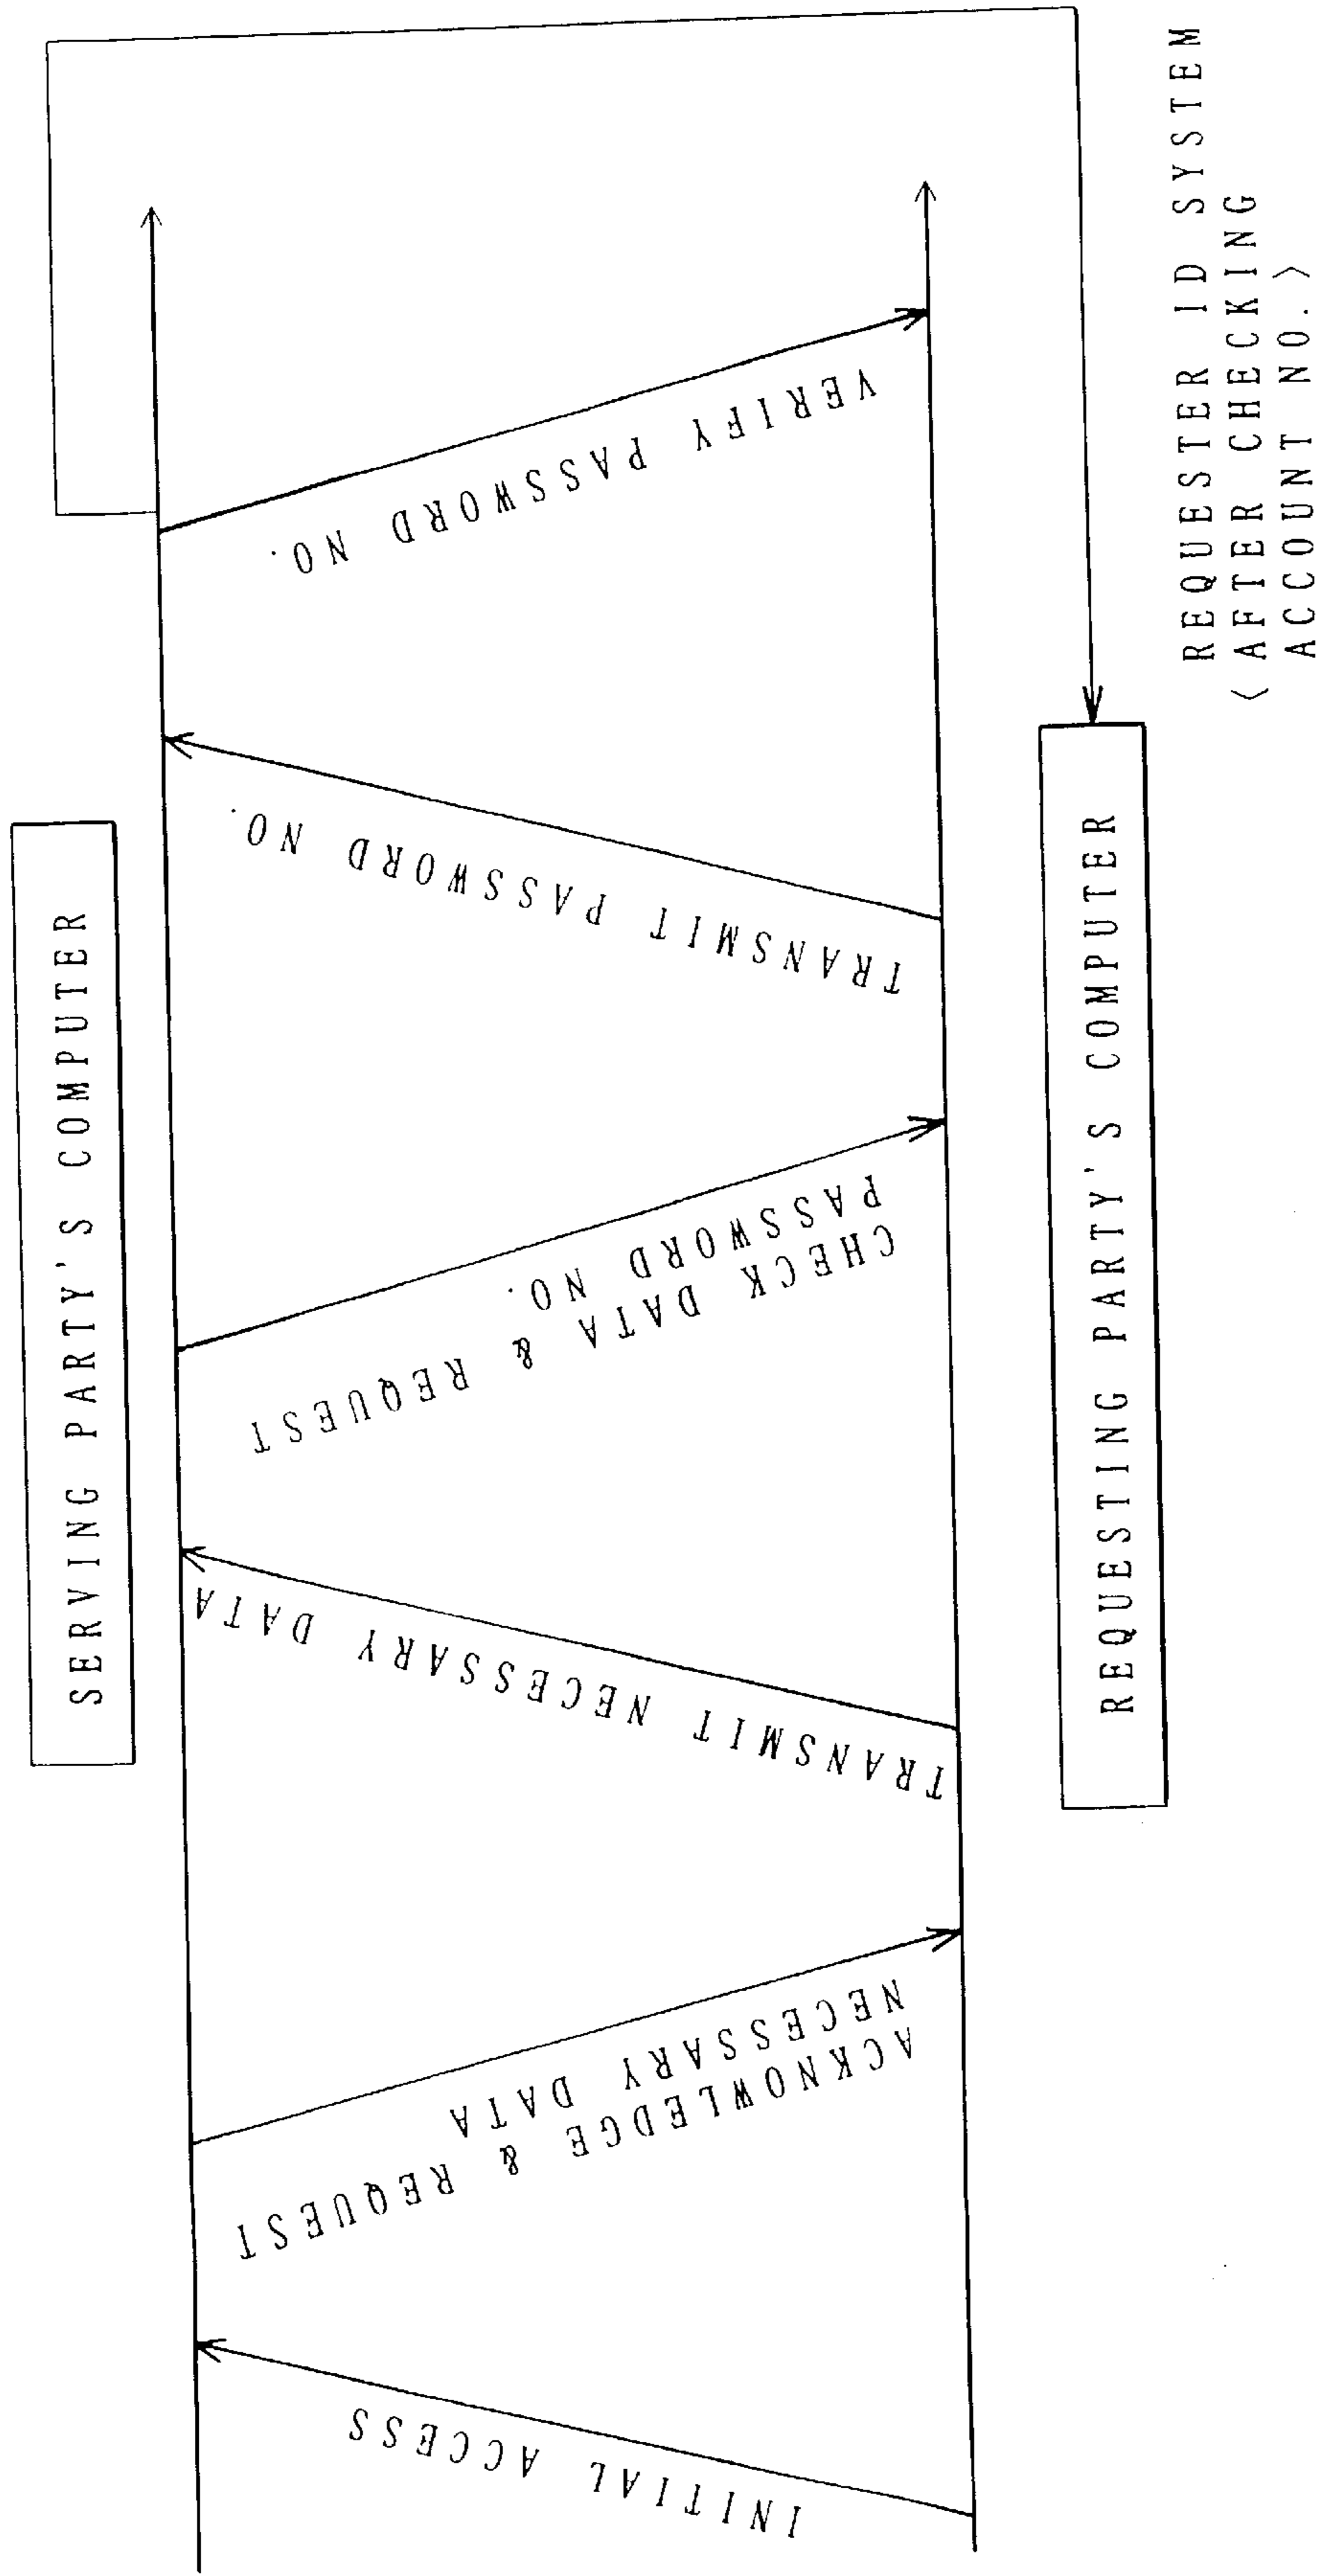 SERVING PARTY'S COMPUTER
INITIAL ACCESS
ACKNOWLEDGE & REQUEST
NECESSARY DATA
TRANSMIT NECESSARY DATA
CHECK DATA & REQUEST
PASSWORD NO.
TRANSMIT PASSWORD NO.
VERIFY PASSWORD NO.
REQUESTING PARTY'S COMPUTER
REQUESTER ID SYSTEM
<AFTER CHECKING
ACCOUNT NO.>